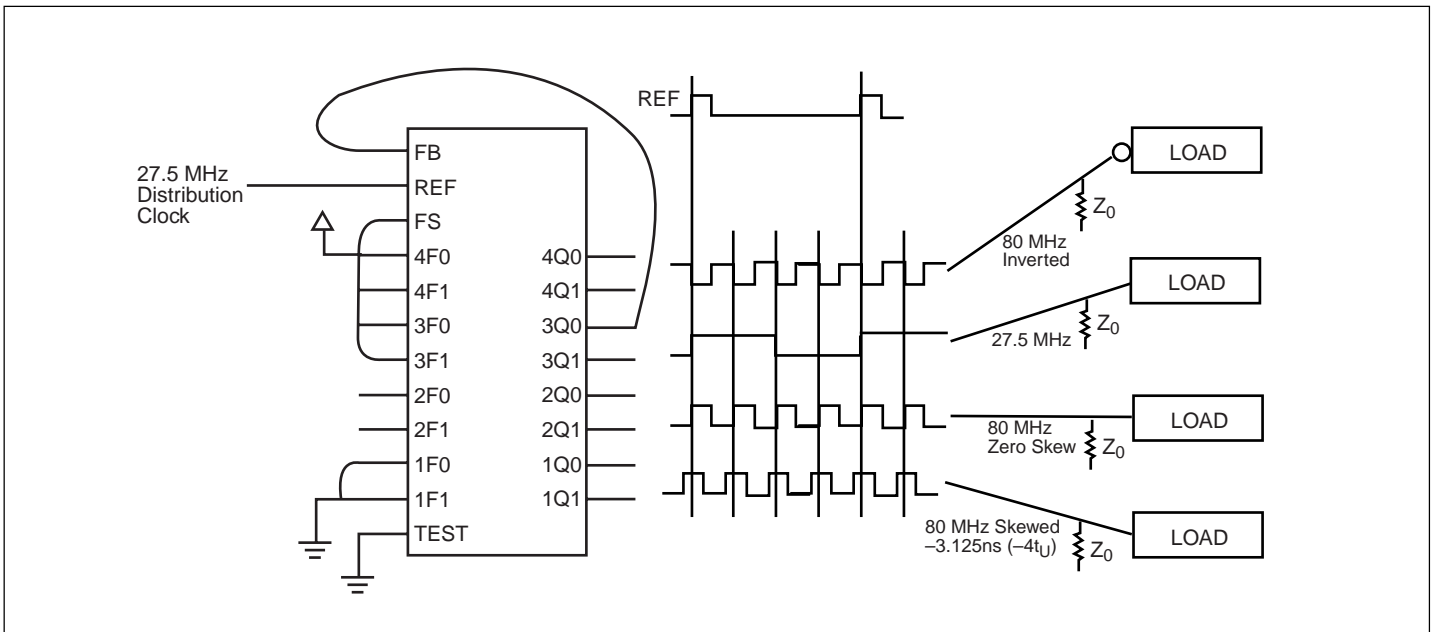 REF
LOAD
Z0
80 MHz
Inverted
LOAD
Z0
27.5 MHz
LOAD
80 MHz
Zero Skew
Z0
80 MHz Skewed
–3.125ns (–4tU)
Z0
LOAD
27.5 MHz
Distribution
Clock
FB
REF
FS
4F0
4F1
3F0
3F1
2F0
2F1
1F0
1F1
TEST
4Q0
4Q1
3Q0
3Q1
2Q0
2Q1
1Q0
1Q1